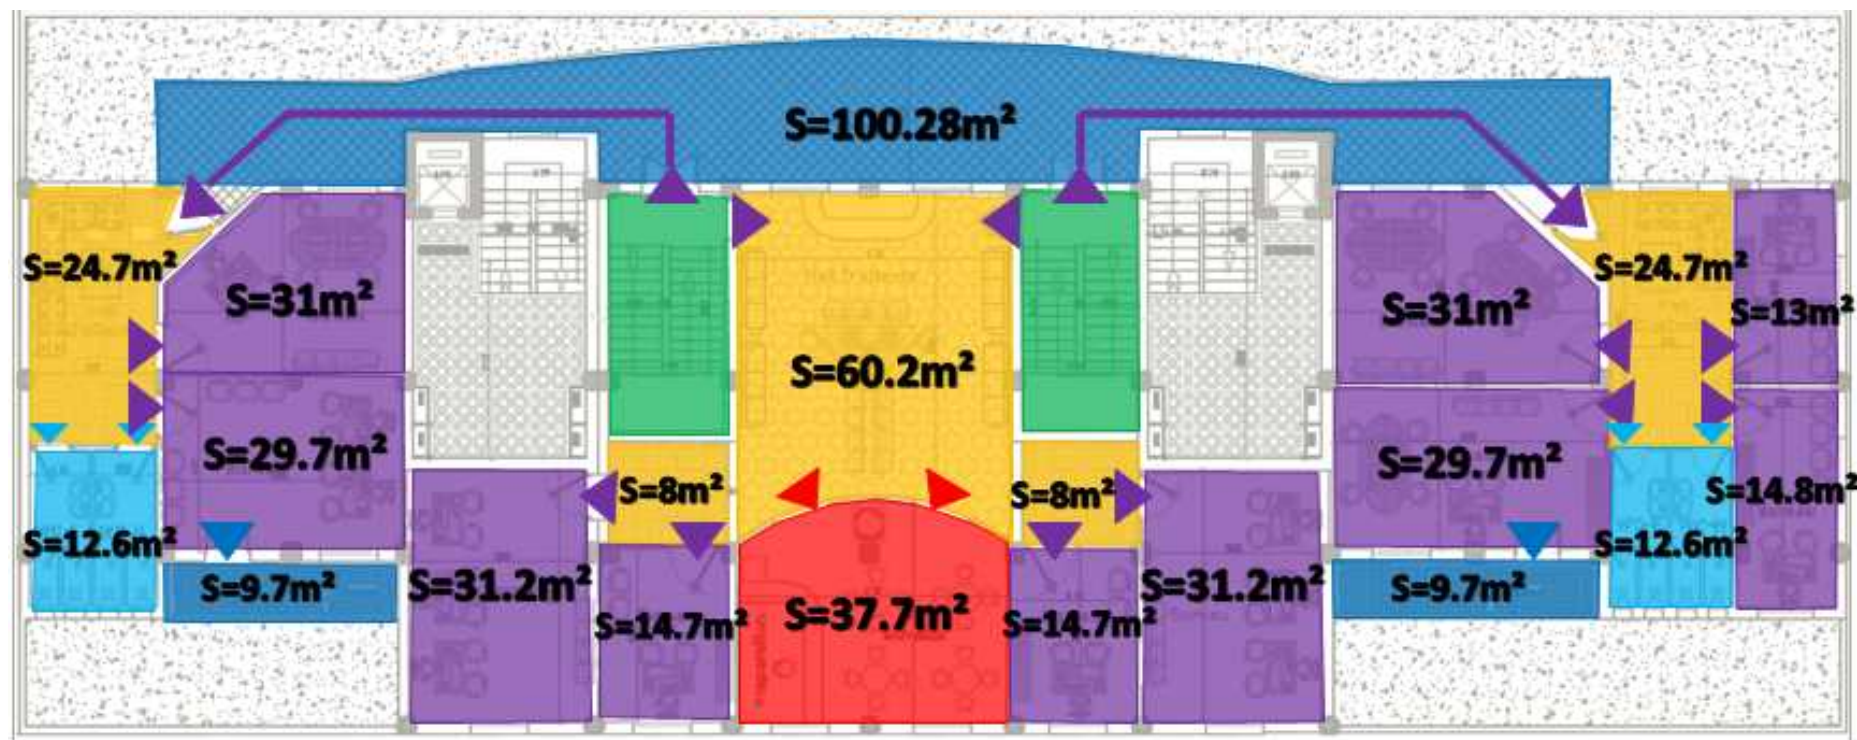 S=100.28m²
S=24.7m²
S=31m²
S=60.2m²
S=31m²
S=24.7m²
S=13m²
S=29.7m²
S=8m²
S=8m²
S=29.7m²
S=14.8m²
S=12.6m²
S=9.7m²
S=31.2m²
S=14.7m²
S=37.7m²
S=14.7m²
S=31.2m²
S=9.7m²
S=12.6m²